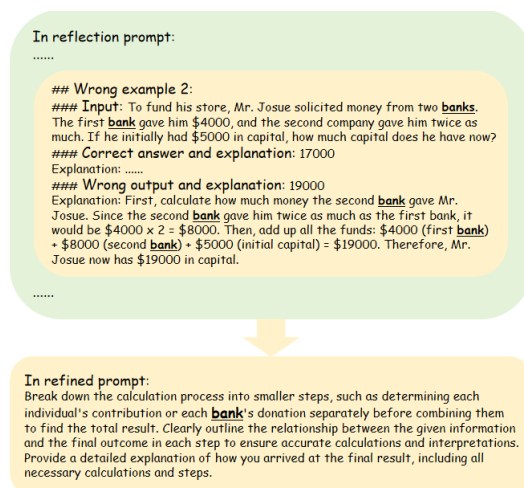 In reflection prompt:
......
## Wrong example 2:
### Input: To fund his store, Mr. Josue solicited money from two banks.
The first bank gave him $4000, and the second company gave him twice as
much. If he initially had $5000 in capital, how much capital does he have now?
### Correct answer and explanation: 17000
Explanation: ......
### Wrong output and explanation: 19000
Explanation: First, calculate how much money the second bank gave Mr.
Josue. Since the second bank gave him twice as much as the first bank, it
would be $4000 x 2 = $8000. Then, add up all the funds: $4000 (first bank)
+ $8000 (second bank) + $5000 (initial capital) = $19000. Therefore, Mr.
Josue now has $19000 in capital.
......
In refined prompt:
Break down the calculation process into smaller steps, such as determining each
individual's contribution or each bank's donation separately before combining them
to find the total result. Clearly outline the relationship between the given information
and the final outcome in each step to ensure accurate calculations and interpretations.
Provide a detailed explanation of how you arrived at the final result, including all
necessary calculations and steps.